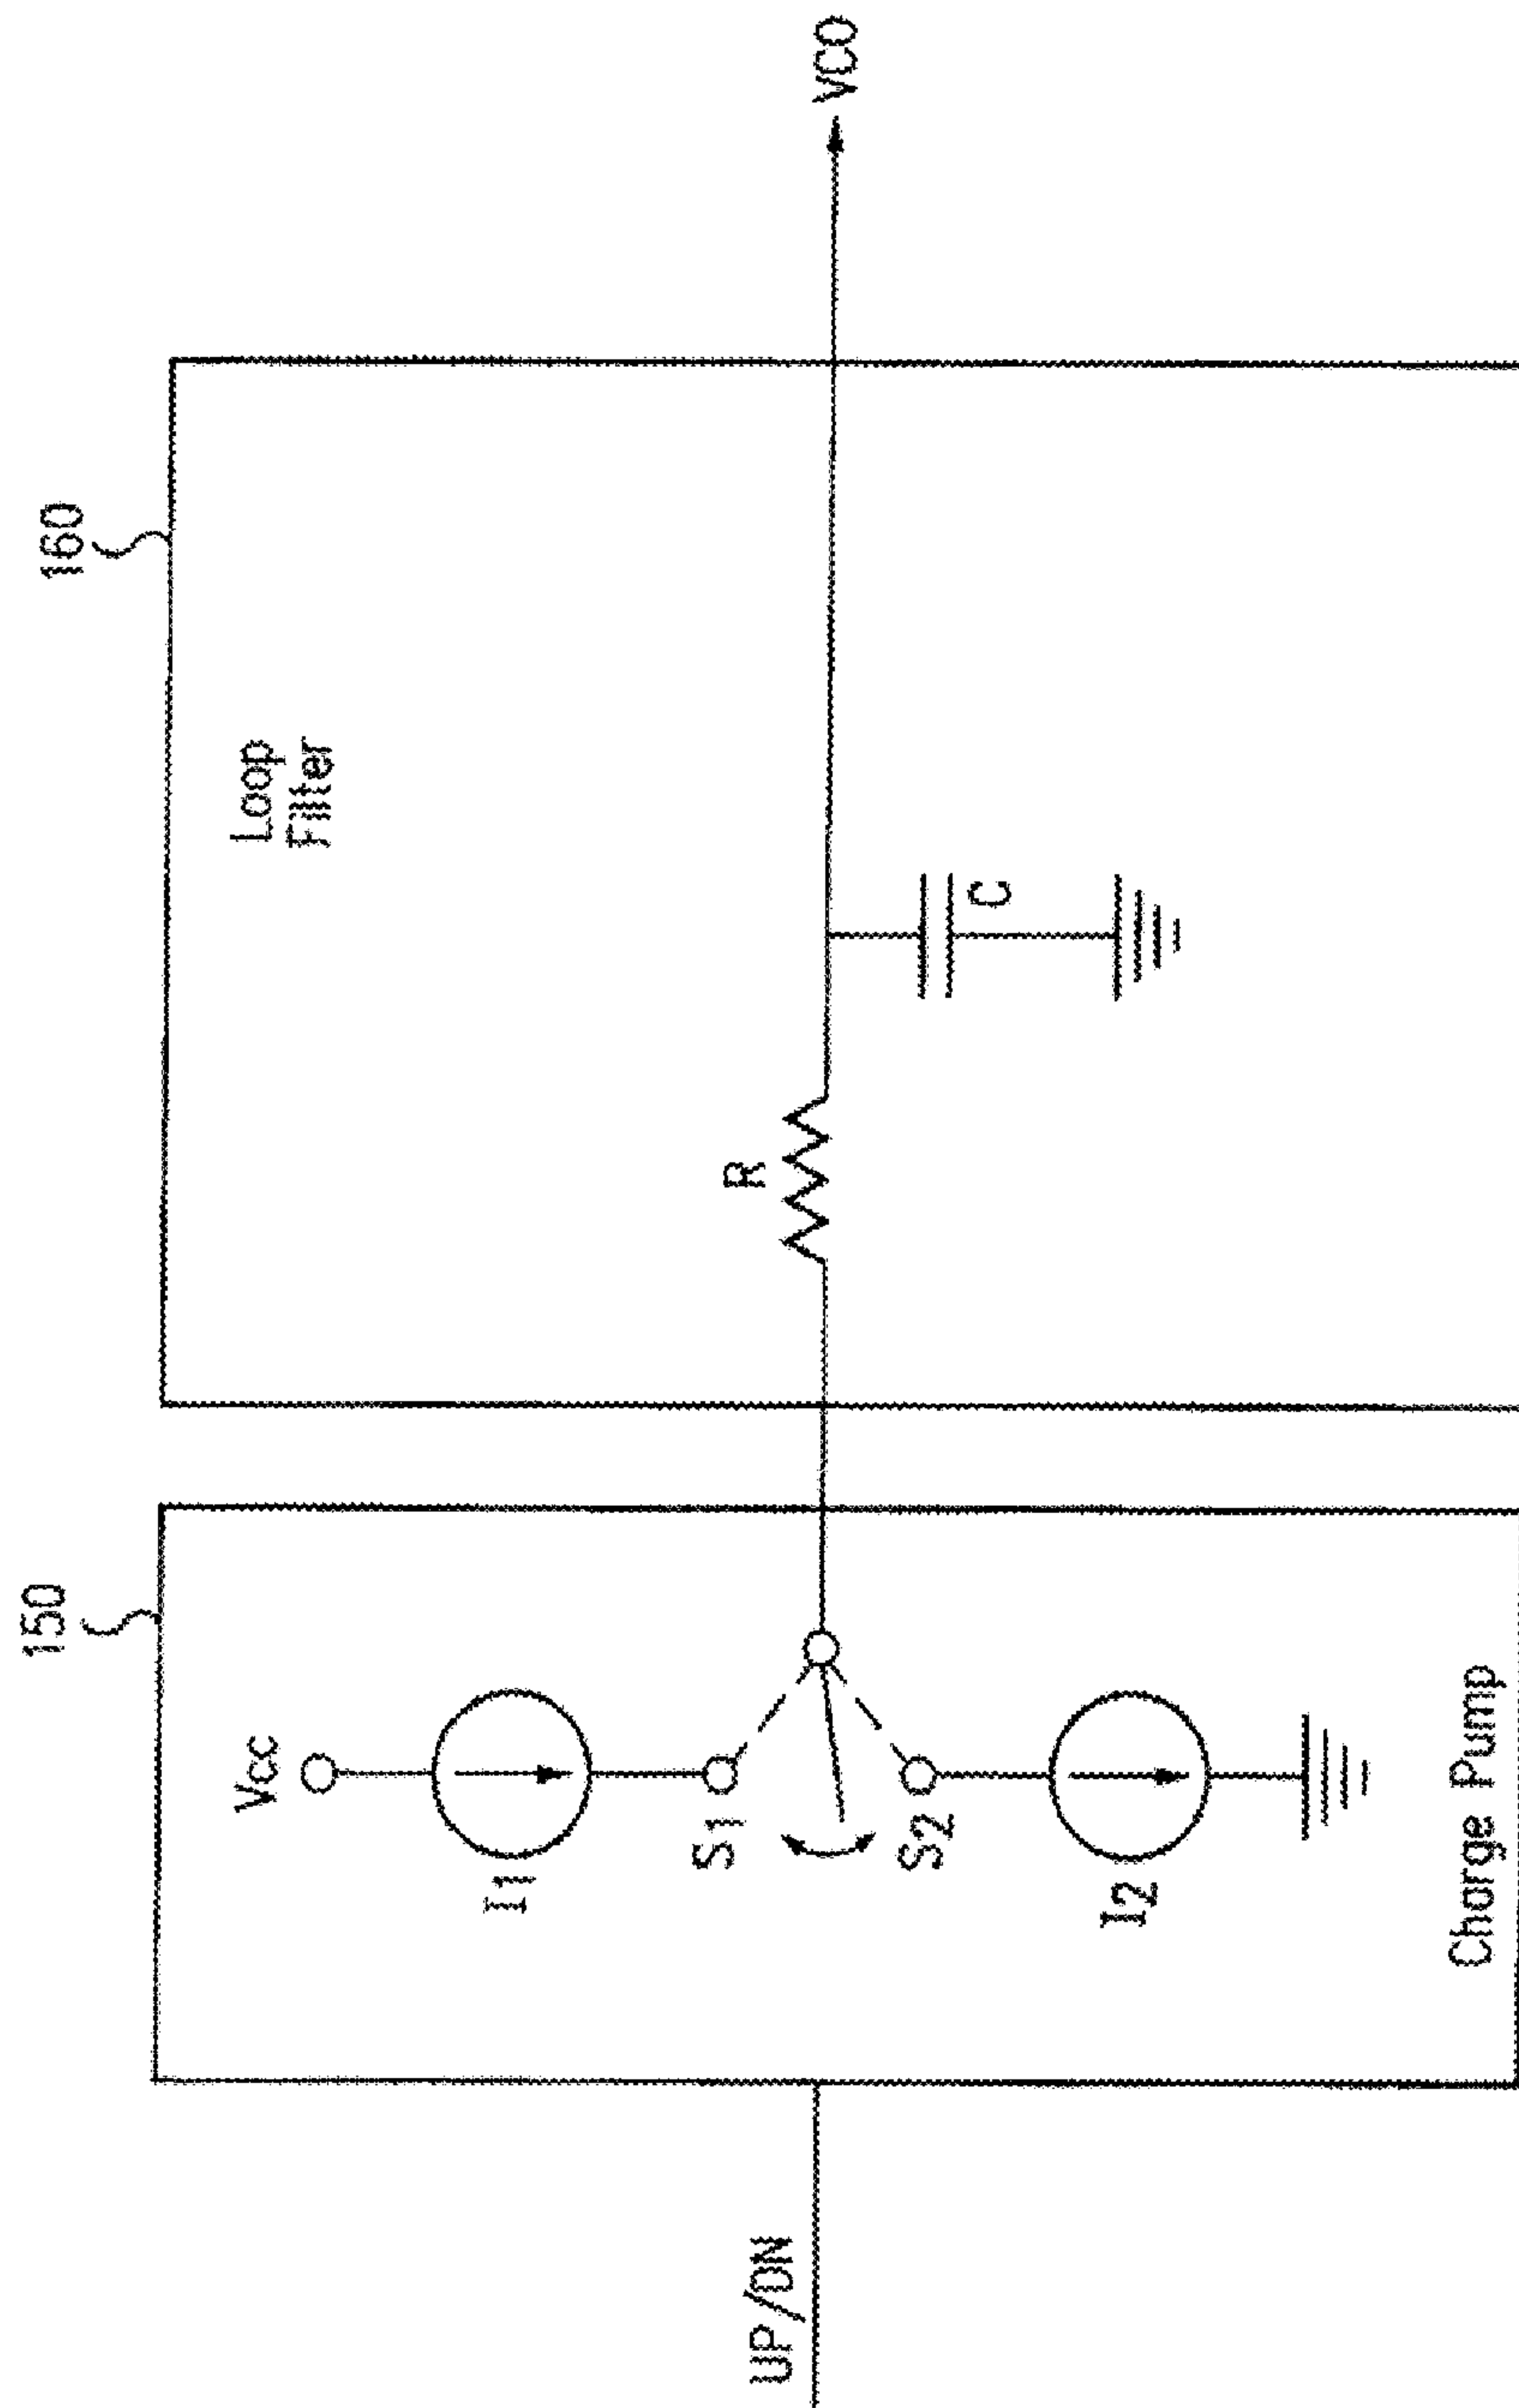 150
160
Vcc
Loop
Filter
I1
S1
R
UP/DN
VCO
S2
C
I2
Charge Pump